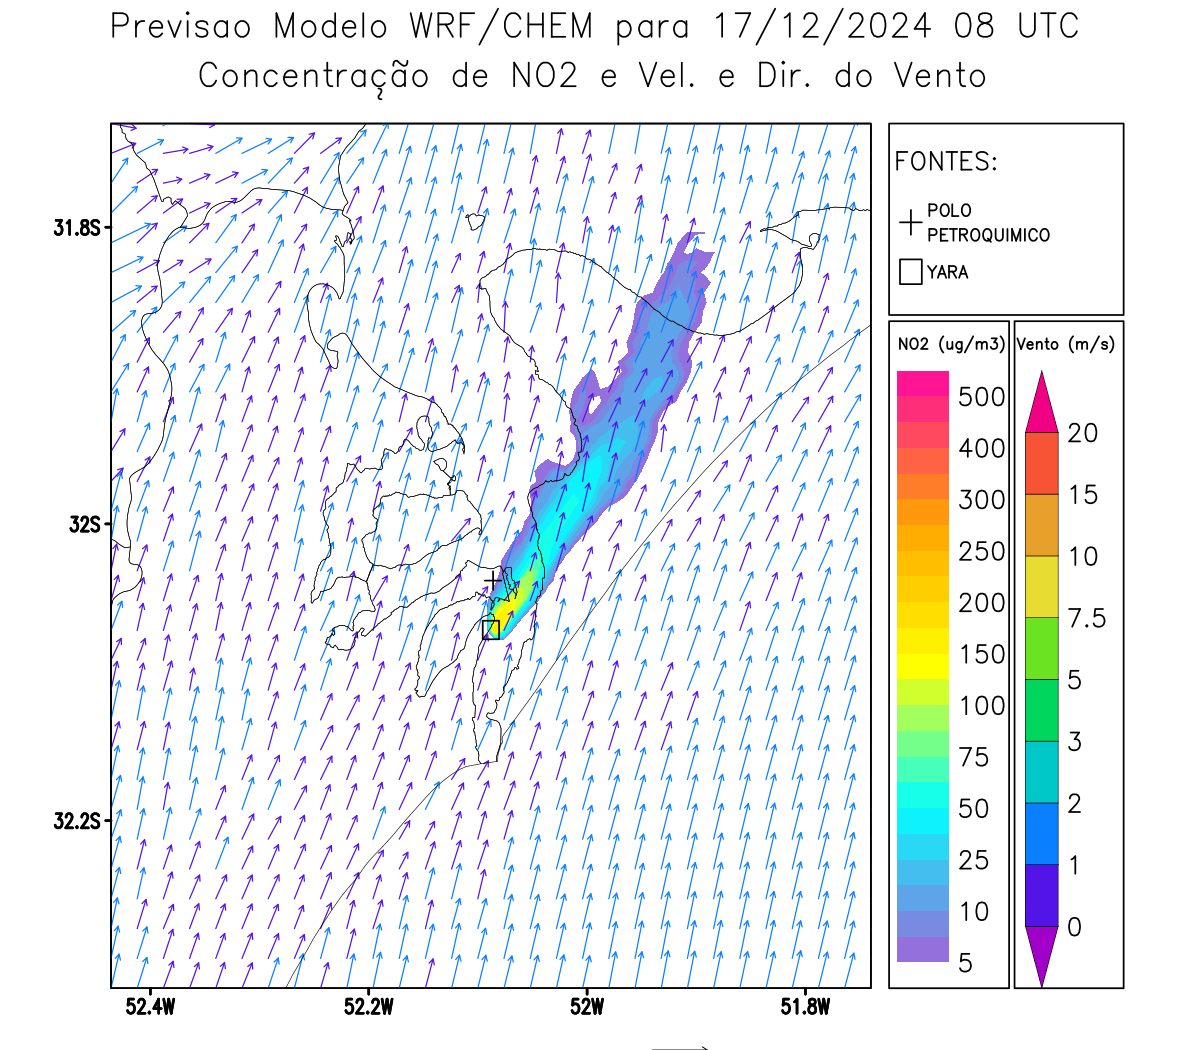 Previsao Modelo WRF/CHEM para 17/12/2024 08 UTC
Concentração de NO2 e Vel. e Dir. do Vento
FONTES:
POLO
PETROQUIMICO
YARA
NO2 (ug/m3)
500
400
300
250
200
150
100
75
50
25
10
5
Vento (m/s)
20
15
10
7.5
5
3
2
1
0
31.8S
32S
32.2S
52.4W
52.2W
52W
51.8W